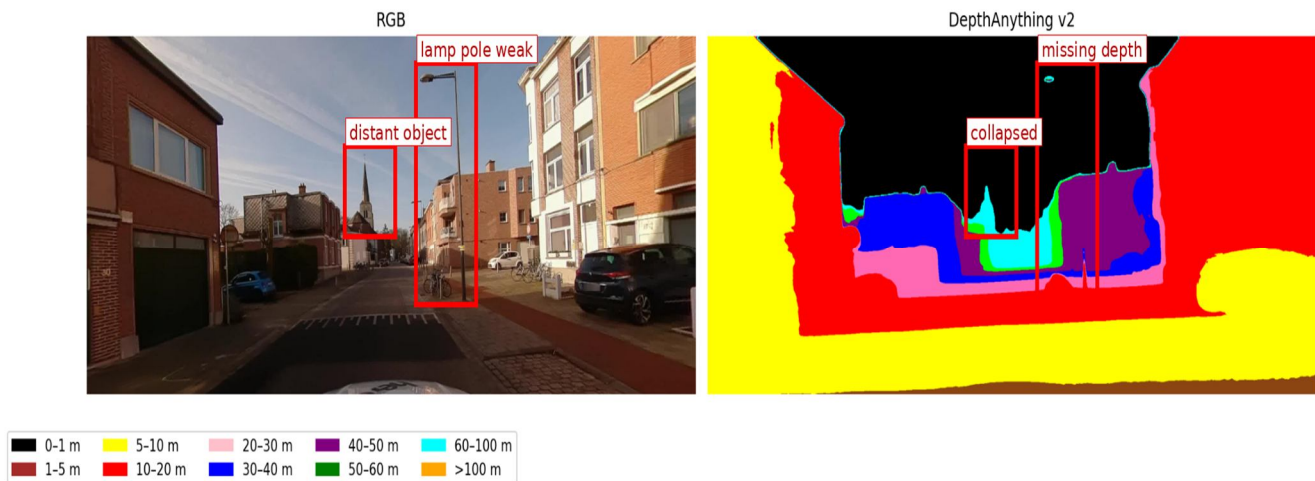 RGB
DepthAnything v2
lamp pole weak
missing depth
distant object
collapsed
0–1 m
5–10 m
20–30 m
40–50 m
60–100 m
1–5 m
10–20 m
30–40 m
50–60 m
>100 m